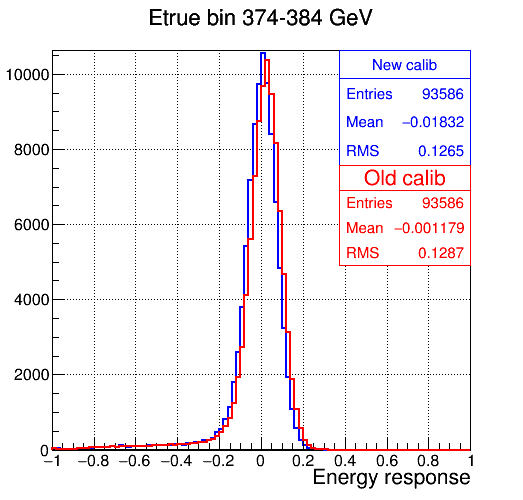 Etrue bin 374-384 GeV
New calib
Entries 93586
Mean −0.01832
RMS 0.1265
Old calib
Entries 93586
Mean −0.001179
RMS 0.1287
10000
8000
6000
4000
2000
0
−1 −0.8 −0.6 −0.4 −0.2 0 0.2 0.4 0.6 0.8 1
Energy response